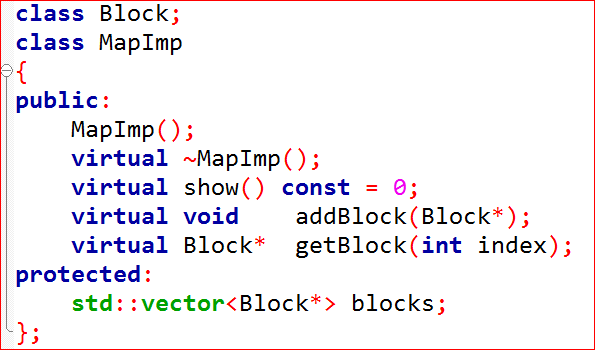 class Block;
class MapImp
{
public:
    MapImp();
    virtual ~MapImp();
    virtual show() const = 0;
    virtual void    addBlock(Block*);
    virtual Block*  getBlock(int index);
protected:
    std::vector<Block*> blocks;
};